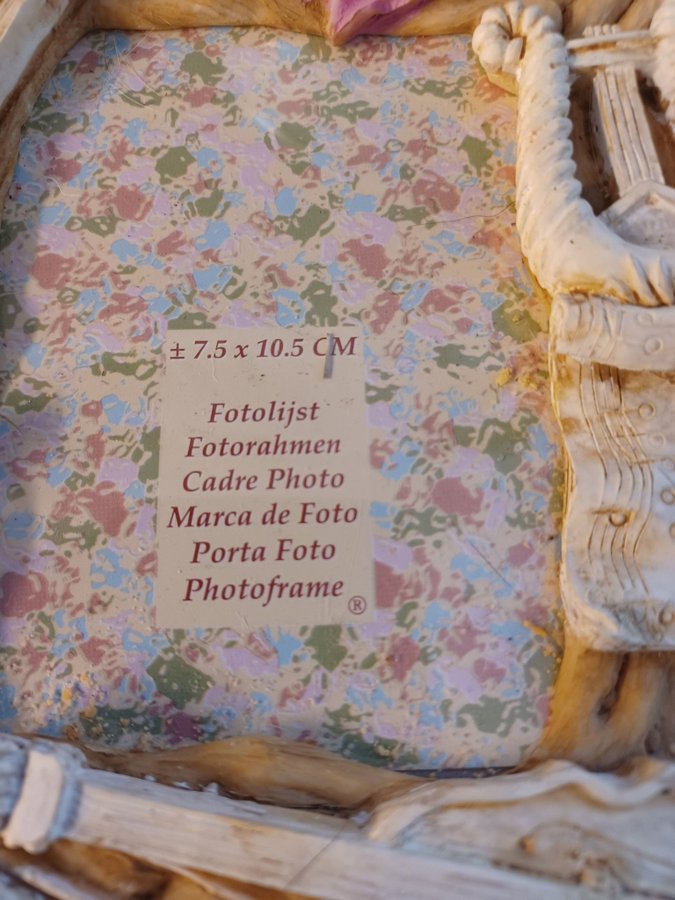 ± 7.5 x 10.5 CM
Fotolijst
Fotorahmen
Cadre Photo
Marca de Foto
Porta Foto
Photoframe
®